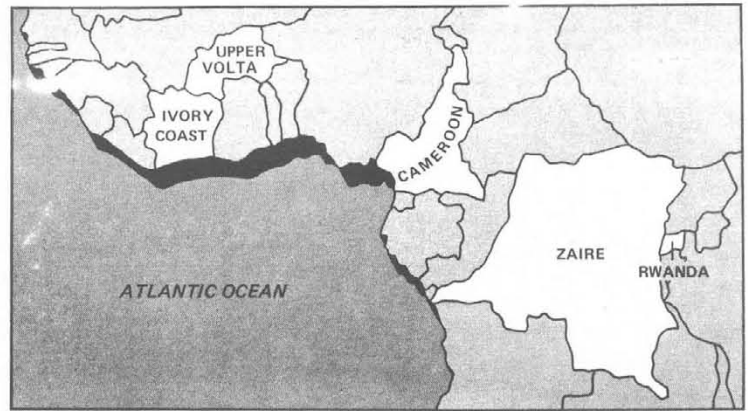 UPPER
VOLTA
IVORY
COAST
CAMEROON
ZAIRE
RWANDA
ATLANTIC OCEAN